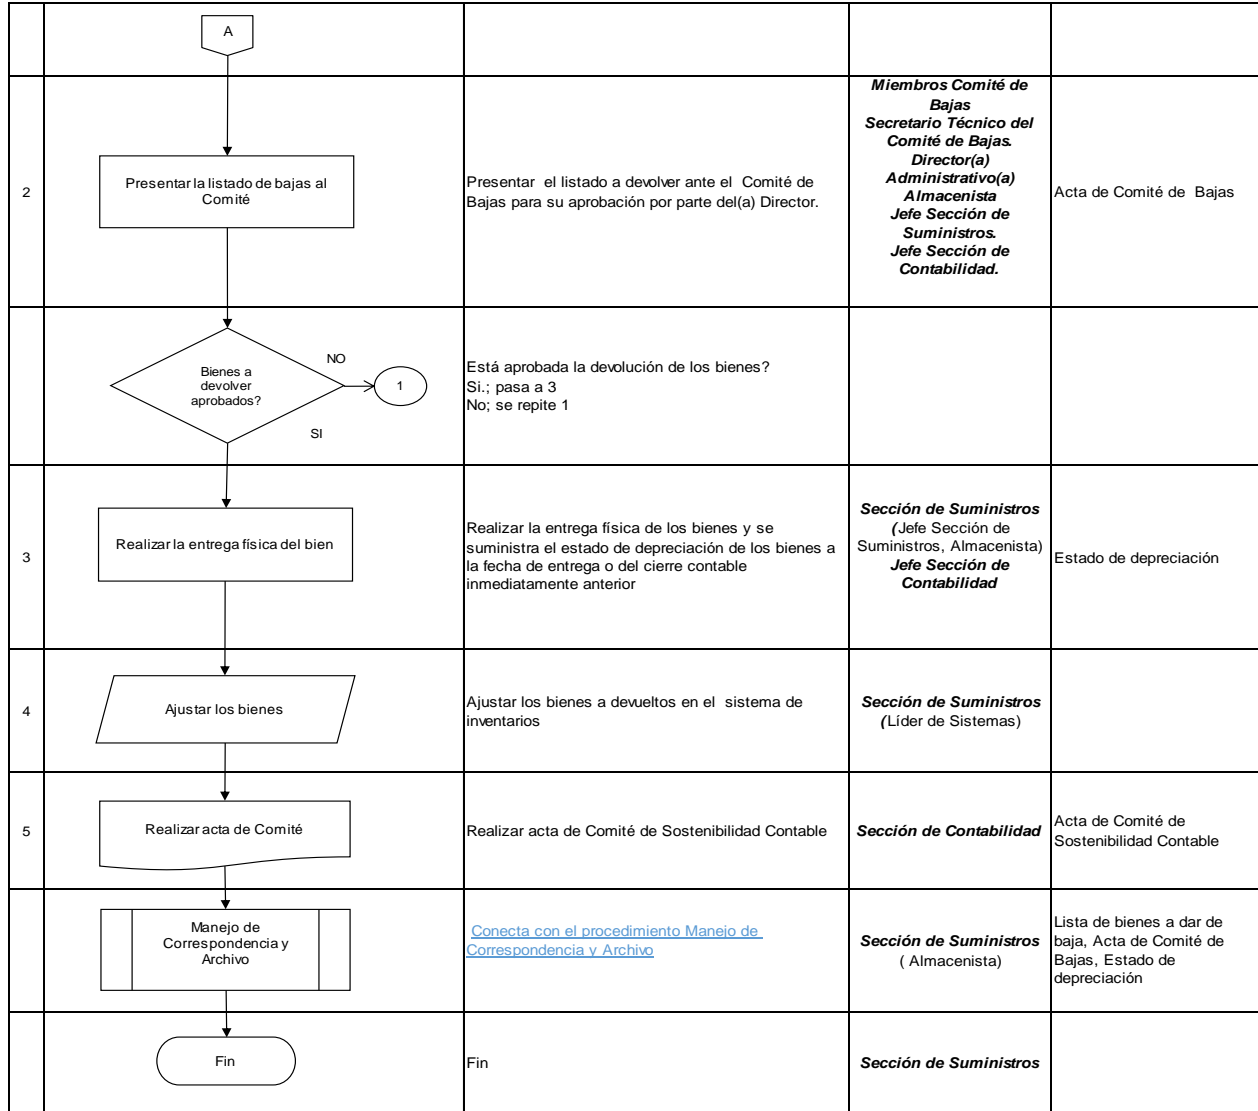 A
2
Presentar la listado de bajas al
Comité
Presentar  el listado a devolver ante el  Comité de
Bajas para su aprobación por parte del(a) Director.
Miembros Comité de
Bajas
Secretario Técnico del
Comité de Bajas.
Director(a)
Administrativo(a)
Almacenista
Jefe Sección de
Suministros.
Jefe Sección de
Contabilidad.
Acta de Comité de  Bajas
Bienes a
devolver
aprobados?
NO
1
SI
Está aprobada la devolución de los bienes?
Si.; pasa a 3
No; se repite 1
3
Realizar la entrega física del bien
Realizar la entrega física de los bienes y se
suministra el estado de depreciación de los bienes a
la fecha de entrega o del cierre contable
inmediatamente anterior
Sección de Suministros
(Jefe Sección de
Suministros, Almacenista)
Jefe Sección de
Contabilidad
Estado de depreciación
4
Ajustar los bienes
Ajustar los bienes a devueltos en el  sistema de
inventarios
Sección de Suministros
(Líder de Sistemas)
5
Realizar acta de Comité
Realizar acta de Comité de Sostenibilidad Contable
Sección de Contabilidad
Acta de Comité de
Sostenibilidad Contable
Manejo de
Correspondencia y
Archivo
Conecta con el procedimiento Manejo de
Correspondencia y Archivo
Sección de Suministros
( Almacenista)
Lista de bienes a dar de
baja, Acta de Comité de
Bajas, Estado de
depreciación
Fin
Fin
Sección de Suministros